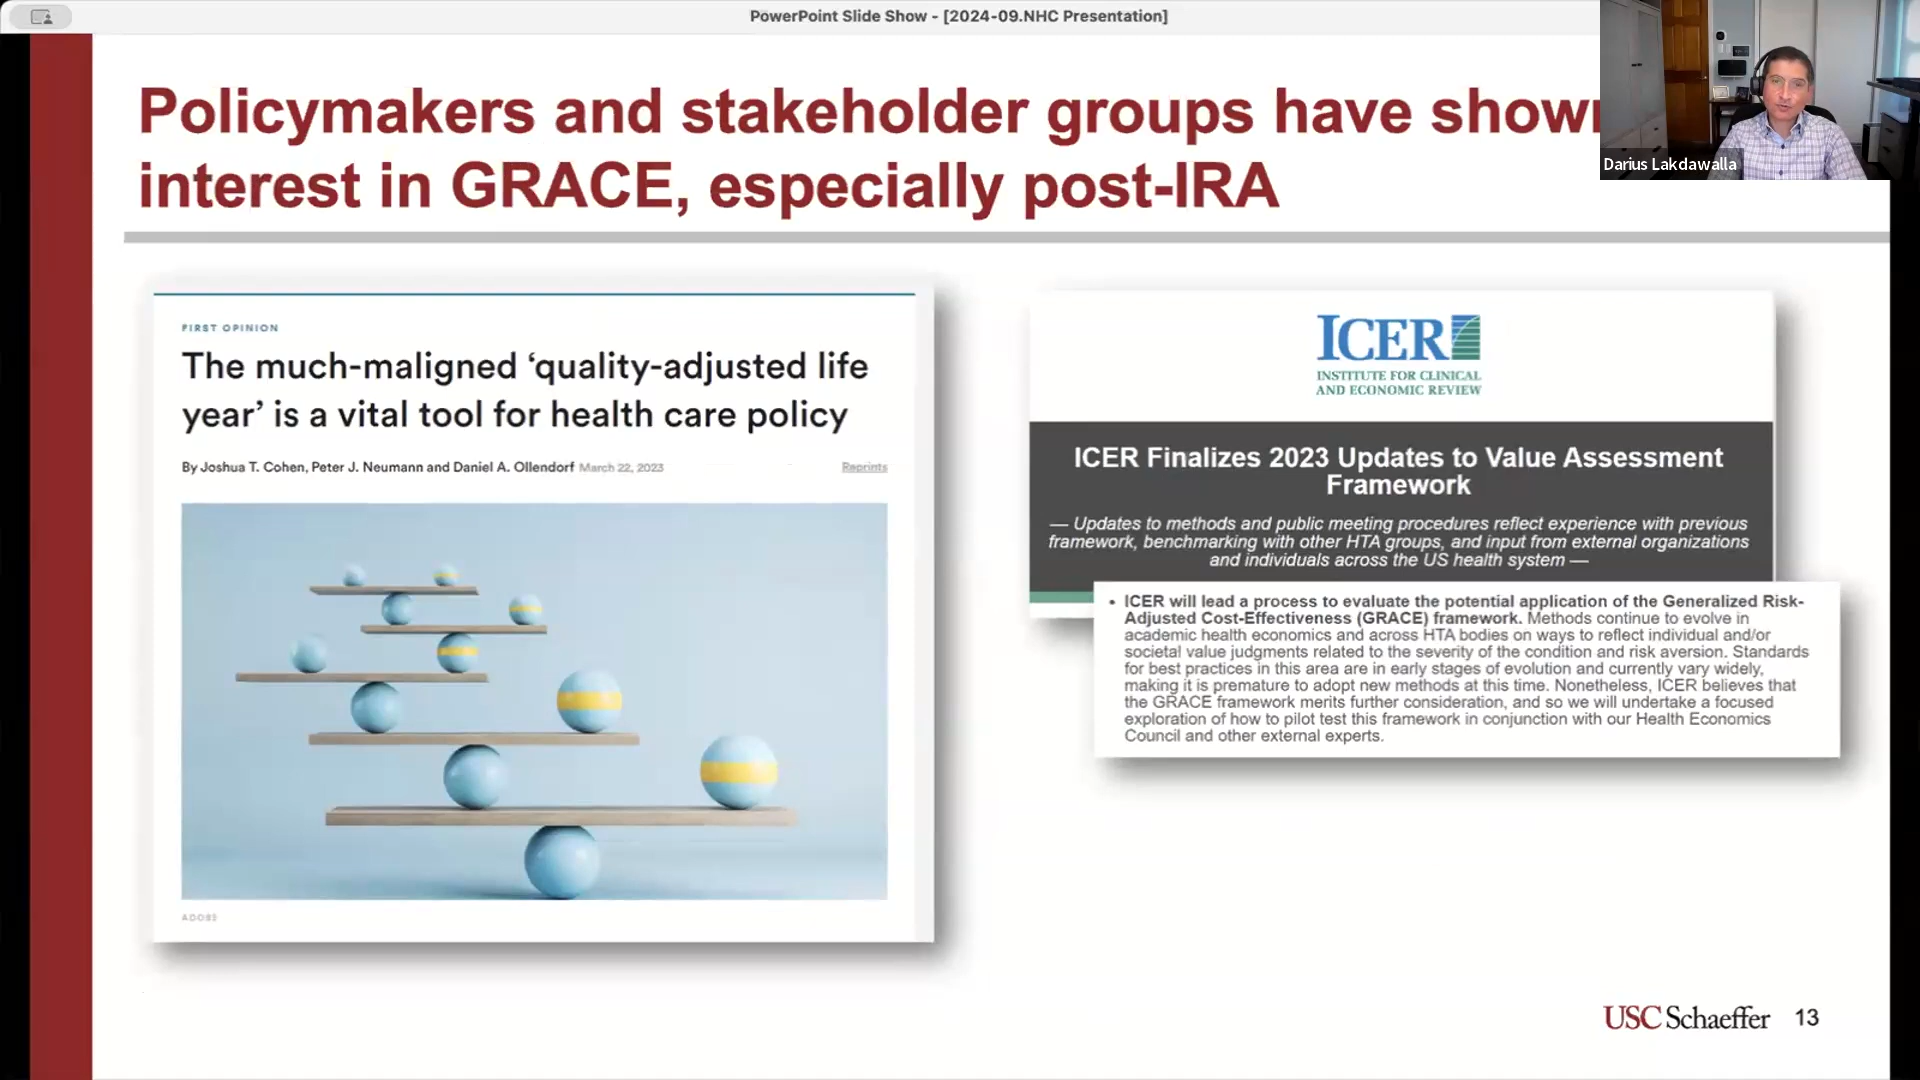 PowerPoint Slide Show - [2024-09.NHC Presentation]
Policymakers and stakeholder groups have shown
interest in GRACE, especially post-IRA
Darius Lakdawalla
FIRST OPINION
The much-maligned ‘quality-adjusted life
year’ is a vital tool for health care policy
By Joshua T. Cohen, Peter J. Neumann and Daniel A. Ollendorf March 22, 2023
Reprints
ADOBE
ICER
INSTITUTE FOR CLINICAL
AND ECONOMIC REVIEW
ICER Finalizes 2023 Updates to Value Assessment
Framework
— Updates to methods and public meeting procedures reflect experience with previous
framework, benchmarking with other HTA groups, and input from external organizations
and individuals across the US health system —
• ICER will lead a process to evaluate the potential application of the Generalized Risk-
Adjusted Cost-Effectiveness (GRACE) framework. Methods continue to evolve in
academic health economics and across HTA bodies on ways to reflect individual and/or
societal value judgments related to the severity of the condition and risk aversion. Standards
for best practices in this area are in early stages of evolution and currently vary widely,
making it is premature to adopt new methods at this time. Nonetheless, ICER believes that
the GRACE framework merits further consideration, and so we will undertake a focused
exploration of how to pilot test this framework in conjunction with our Health Economics
Council and other external experts.
USC Schaeffer
13